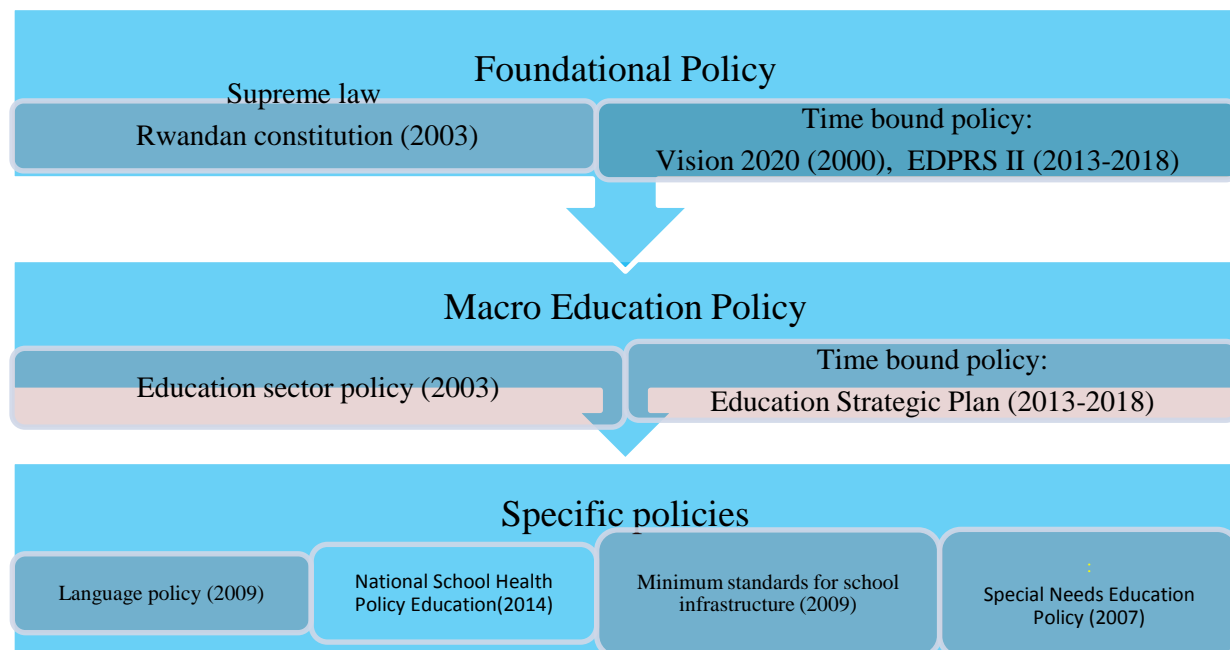 Foundational Policy
Supreme law
Rwandan constitution (2003)
Time bound policy:
Vision 2020 (2000),  EDPRS II (2013-2018)
Macro Education Policy
Education sector policy (2003)
Time bound policy:
Education Strategic Plan (2013-2018)
Specific policies
Language policy (2009)
National School Health
Policy Education(2014)
Minimum standards for school
infrastructure (2009)
:
Special Needs Education
Policy (2007)